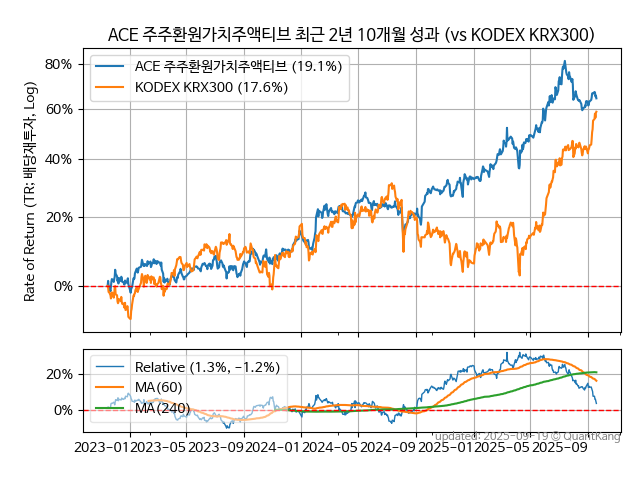 ACE 주주환원가치주액티브 최근 2년 10개월 성과 (vs KODEX KRX300)
ACE 주주환원가치주액티브 (19.1%)
KODEX KRX300 (17.6%)
Rate of Return (TR: 배당재투자, Log)
80%
60%
40%
20%
0%
Relative (1.3%, −1.2%)
MA(60)
MA(240)
20%
0%
2023−01 2023−05 2023−09 2024−01 2024−05 2024−09 2025−01 2025−05 2025−09
updated: 2025−09−19 © QuantKang